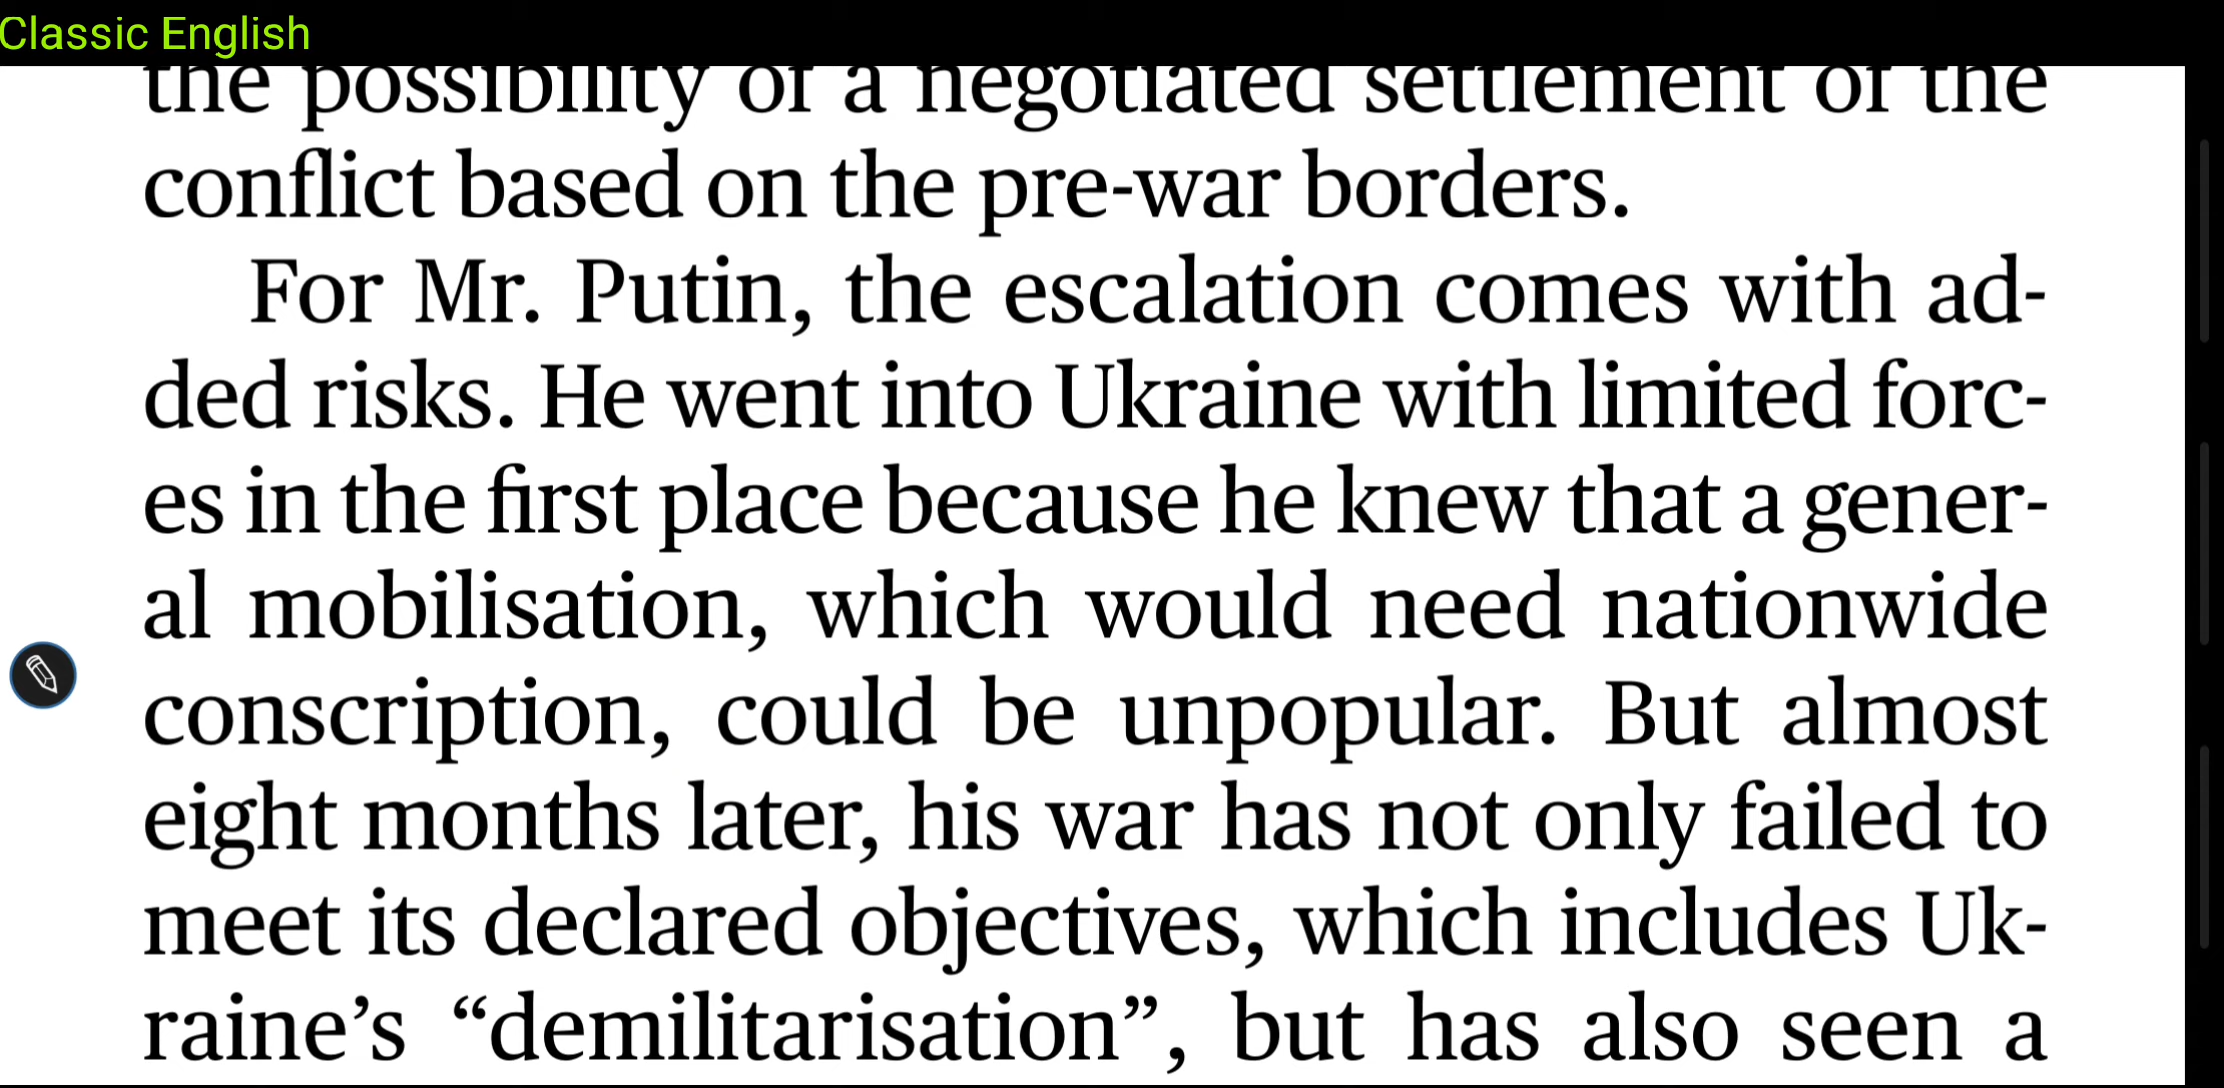 Classic English
the possibility of a negotiated settlement of the
conflict based on the pre-war borders.
For Mr. Putin, the escalation comes with ad-
ded risks. He went into Ukraine with limited forc-
es in the first place because he knew that a gener-
al mobilisation, which would need nationwide
conscription, could be unpopular. But almost
eight months later, his war has not only failed to
meet its declared objectives, which includes Uk-
raine’s “demilitarisation”, but has also seen a